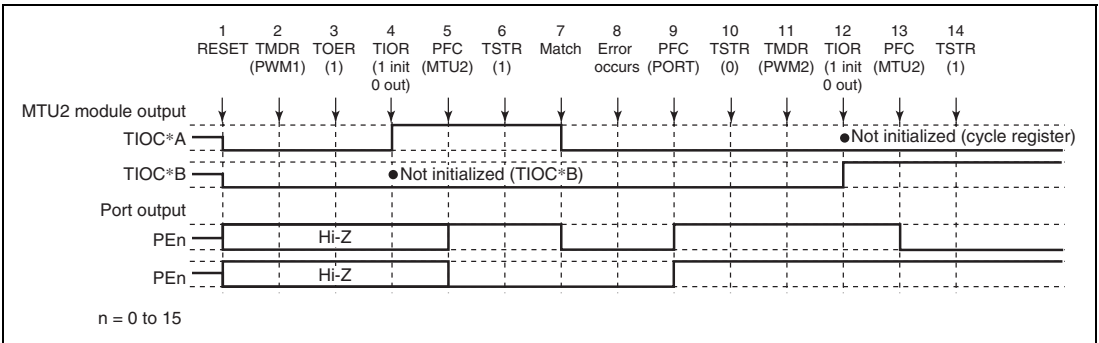 1 2 3 4 5 6 7 8 9 10 11 12 13 14
RESET TMDR TOER TIOR PFC TSTR Match Error PFC TSTR TMDR TIOR PFC TSTR
(PWM1) (1) (1 init (MTU2) (1) occurs (PORT) (0) (PWM2) (1 init (MTU2) (1)
0 out) 0 out)
MTU2 module output
TIOC*A
●Not initialized (cycle register)
TIOC*B
●Not initialized (TIOC*B)
Port output
PEn
Hi-Z
PEn
Hi-Z
n = 0 to 15